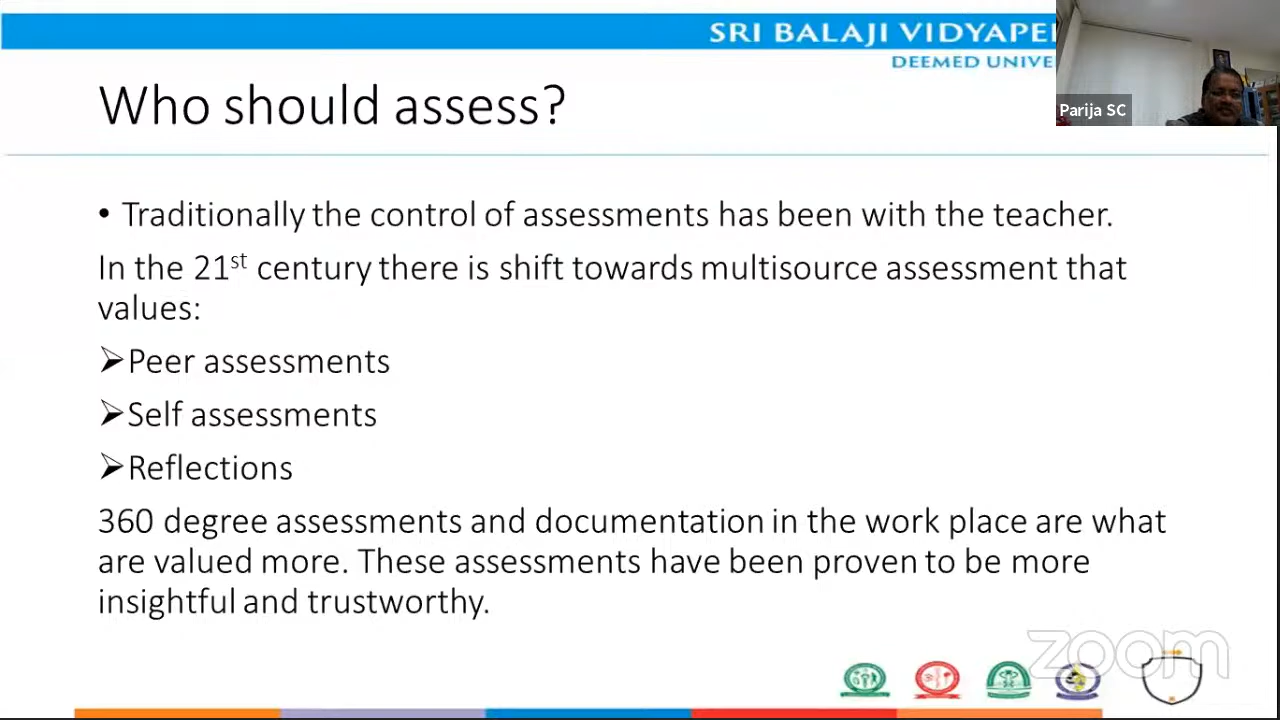 SRI BALAJI VIDYAPE
DEEMED UNIVE
Parija SC
Who should assess?
• Traditionally the control of assessments has been with the teacher.
In the 21st century there is shift towards multisource assessment that
values:
➢Peer assessments
➢Self assessments
➢Reflections
360 degree assessments and documentation in the work place are what
are valued more. These assessments have been proven to be more
insightful and trustworthy.
zoom